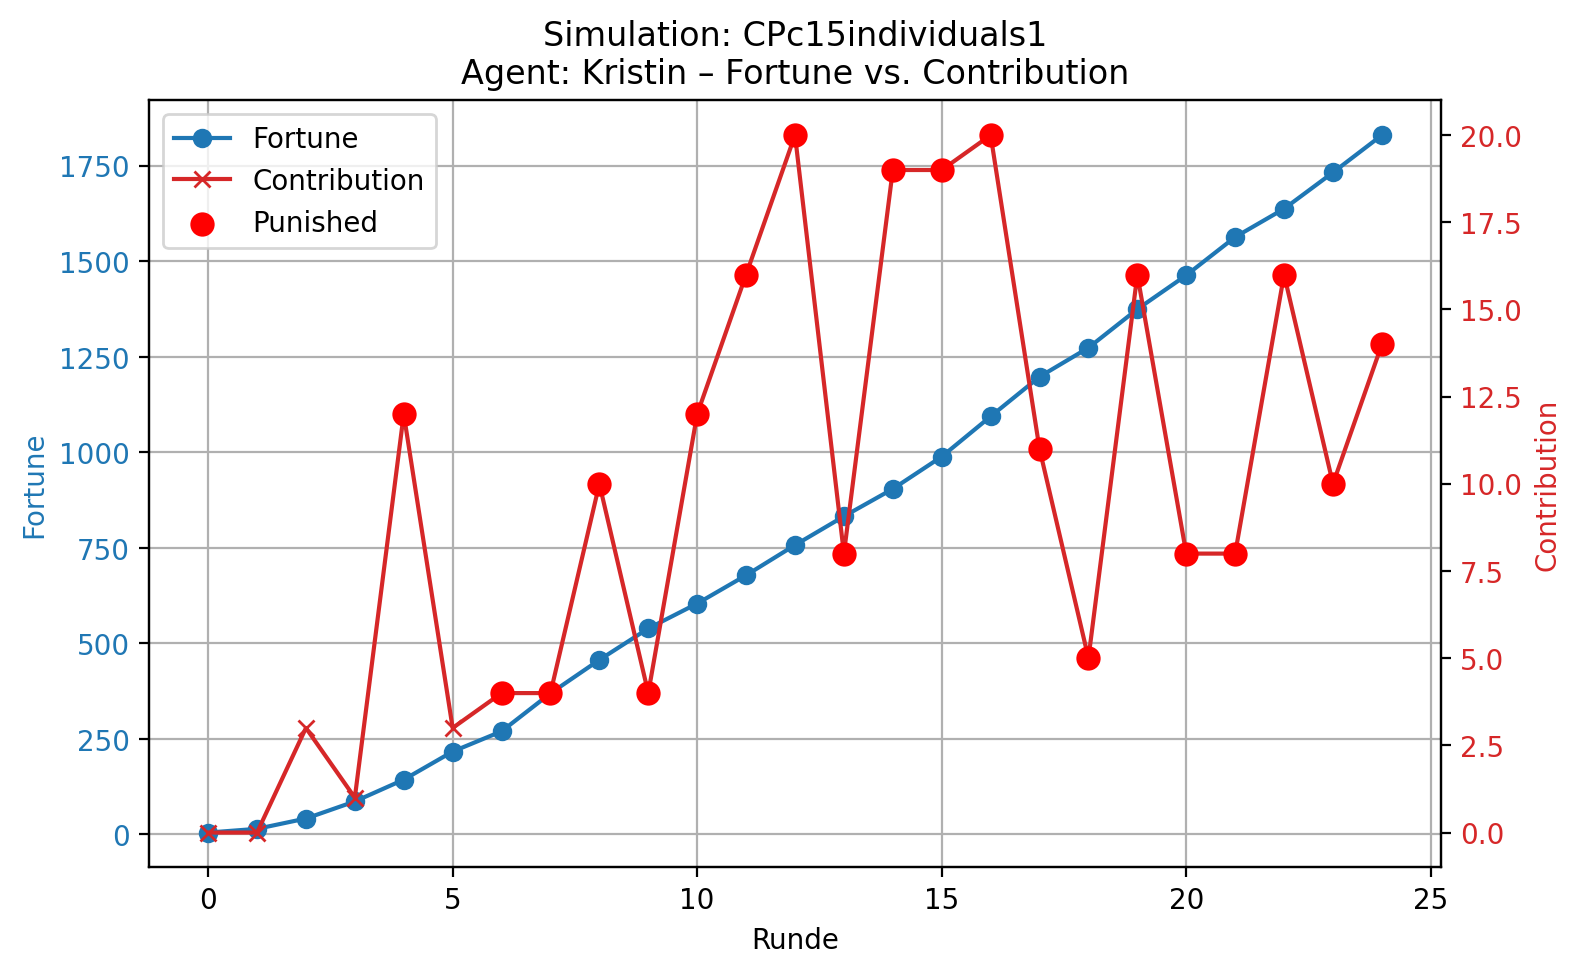 Simulation: CPc15individuals1
Agent: Kristin – Fortune vs. Contribution
Fortune
Contribution
Punished
1750
1500
1250
1000
750
500
250
0
Fortune
20.0
17.5
15.0
12.5
10.0
7.5
5.0
2.5
0.0
Contribution
0 5 10 15 20 25
Runde